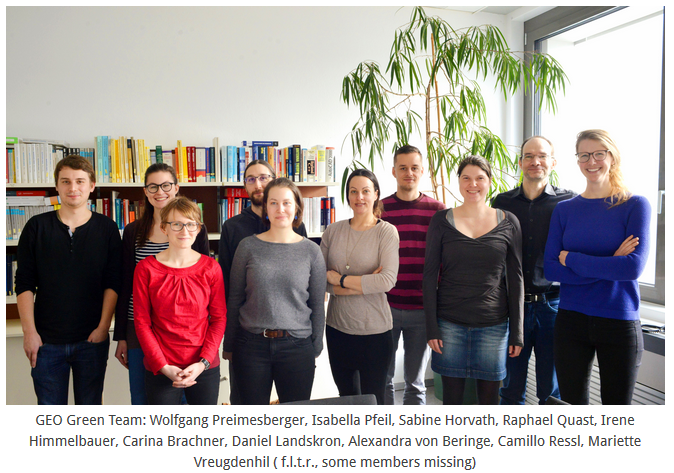 GEO Green Team: Wolfgang Preimesberger, Isabella Pfeil, Sabine Horvath, Raphael Quast, Irene
Himmelbauer, Carina Brachner, Daniel Landskron, Alexandra von Beringe, Camillo Ressl, Mariette
Vreugdenhil ( f.l.t.r., some members missing)